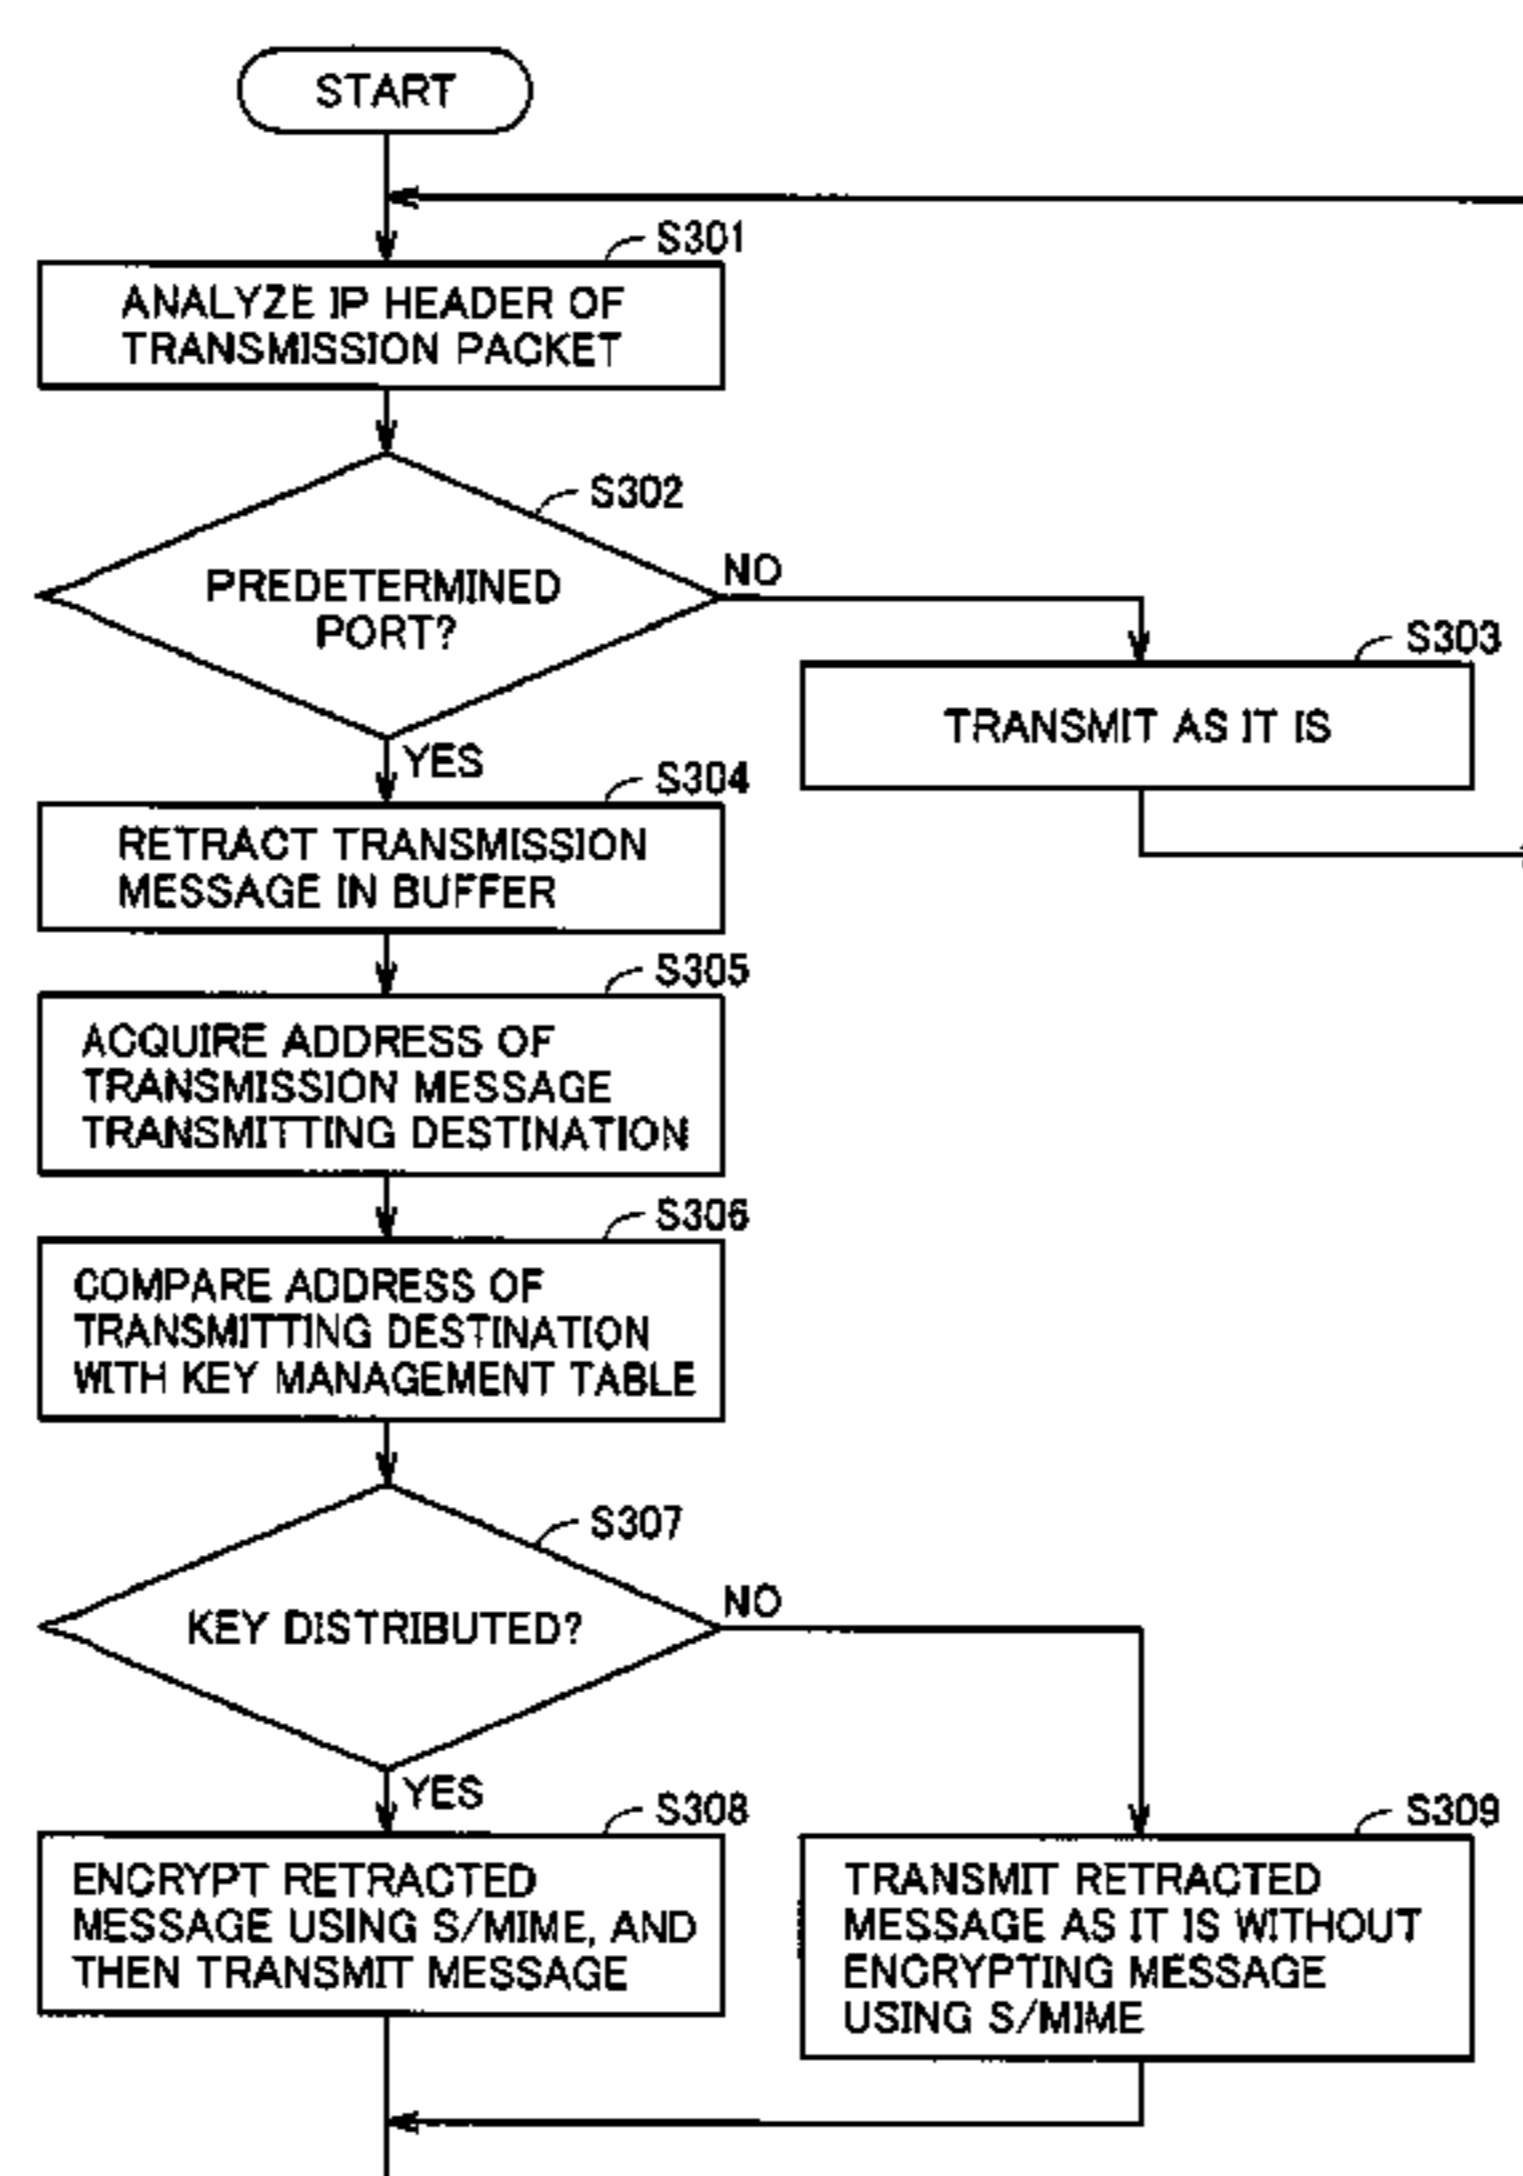 START
S301
ANALYZE IP HEADER OF
TRANSMISSION PACKET
S302
PREDETERMINED
PORT?
NO
YES
S303
TRANSMIT AS IT IS
S304
RETRACT TRANSMISSION
MESSAGE IN BUFFER
S305
ACQUIRE ADDRESS OF
TRANSMISSION MESSAGE
TRANSMITTING DESTINATION
S306
COMPARE ADDRESS OF
TRANSMITTING DESTINATION
WITH KEY MANAGEMENT TABLE
S307
KEY DISTRIBUTED?
NO
YES
S308
ENCRYPT RETRACTED
MESSAGE USING S/MIME, AND
THEN TRANSMIT MESSAGE
S309
TRANSMIT RETRACTED
MESSAGE AS IT IS WITHOUT
ENCRYPTING MESSAGE
USING S/MIME